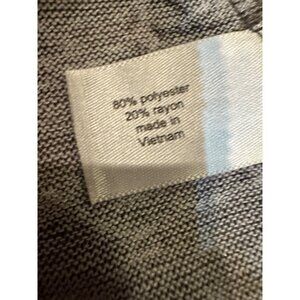 80% polyester
20% rayon
made in
Vietnam